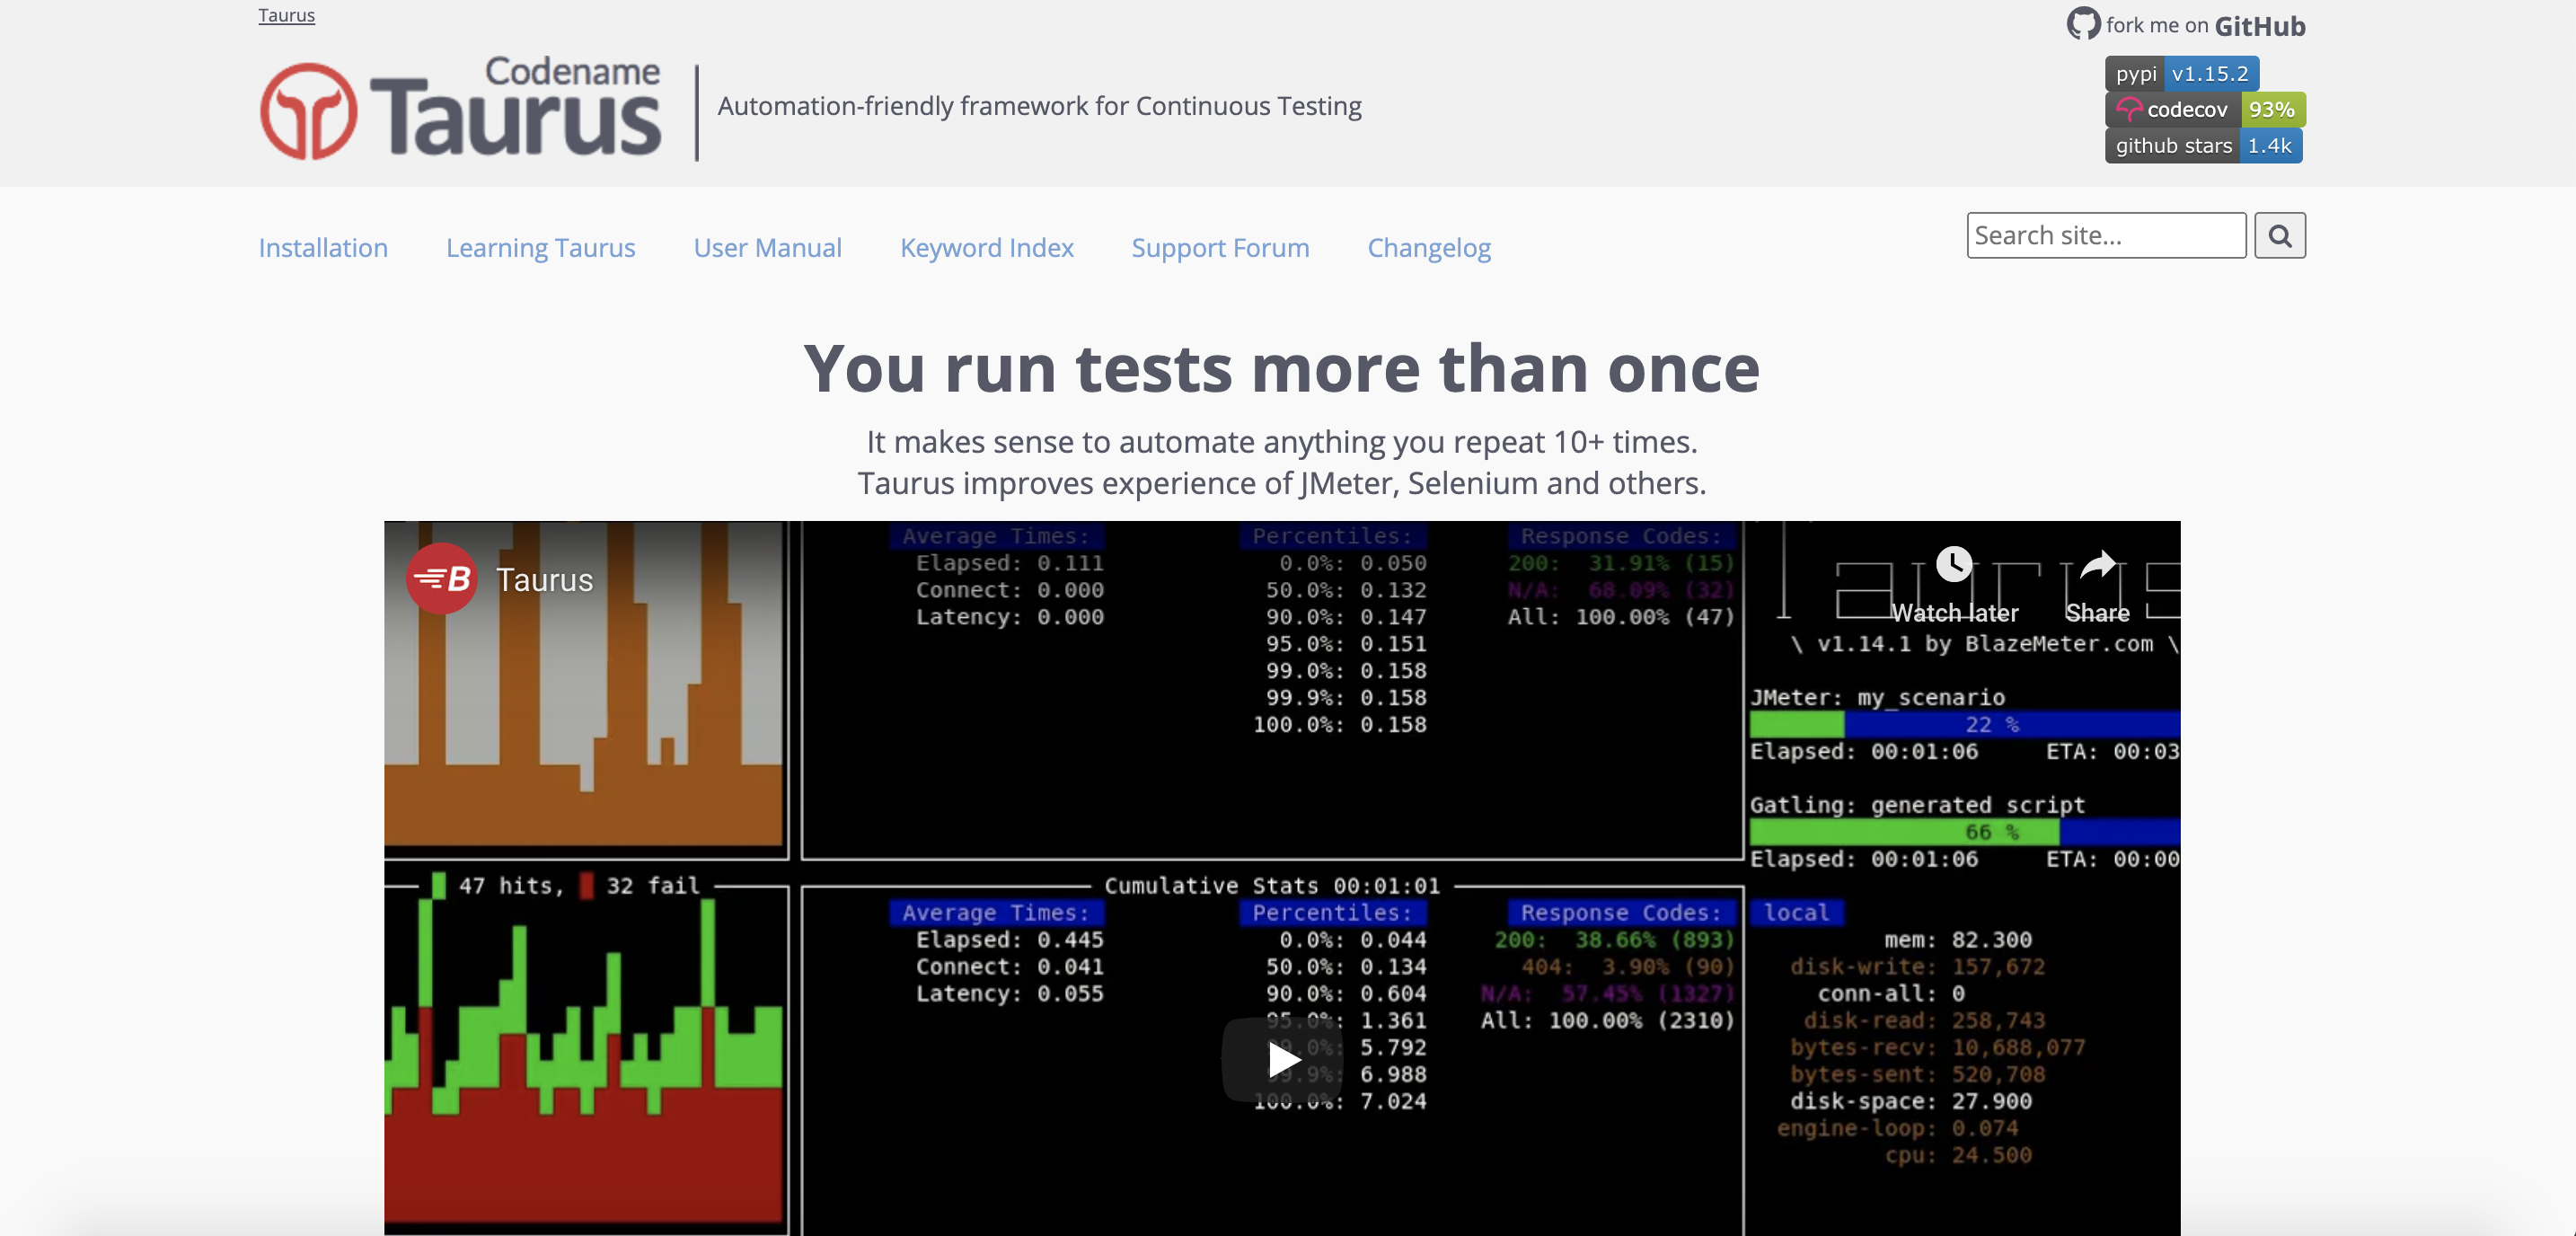 Taurus
fork me on GitHub
Codename
Taurus
Automation-friendly framework for Continuous Testing
pypi v1.15.2
codecov 93%
github stars 1.4k
Installation Learning Taurus User Manual Keyword Index Support Forum Changelog
Search site...
You run tests more than once
It makes sense to automate anything you repeat 10+ times.
Taurus improves experience of JMeter, Selenium and others.
B Taurus
Watch later Share
Average Times:
Elapsed: 0.111
Connect: 0.000
Latency: 0.000
Percentiles:
0.0%: 0.050
50.0%: 0.132
90.0%: 0.147
95.0%: 0.151
99.0%: 0.158
99.9%: 0.158
100.0%: 0.158
Response Codes:
200: 31.91% (15)
N/A: 68.09% (32)
All: 100.00% (47)
Taurus
\ v1.14.1 by BlazeMeter.com \
JMeter: my_scenario
22 %
Elapsed: 00:01:06 ETA: 00:03
Gatling: generated script
66 %
Elapsed: 00:01:06 ETA: 00:00
47 hits, 32 fail
Cumulative Stats 00:01:01
Average Times:
Elapsed: 0.445
Connect: 0.041
Latency: 0.055
Percentiles:
0.0%: 0.044
50.0%: 0.134
90.0%: 0.604
95.0%: 1.361
99.0%: 5.792
99.9%: 6.988
100.0%: 7.024
Response Codes:
200: 38.66% (893)
404: 3.90% (90)
N/A: 57.45% (1327)
All: 100.00% (2310)
local
mem: 82.300
disk-write: 157,672
conn-all: 0
disk-read: 258,743
bytes-recv: 10,688,077
bytes-sent: 520,708
disk-space: 27.900
engine-loop: 0.074
cpu: 24.500